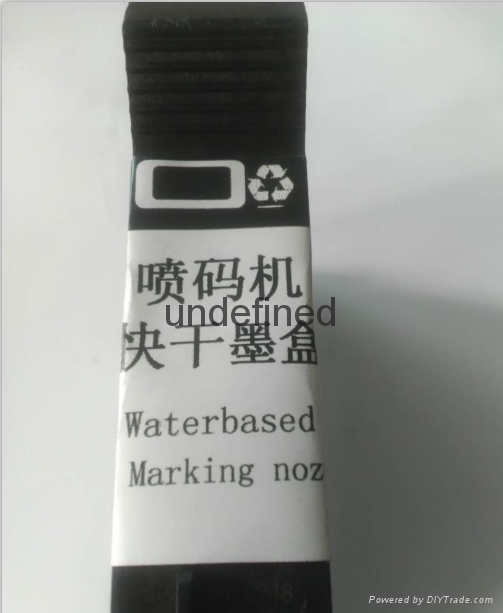 喷码机
undefined
快干墨盒
Waterbased
Marking noz
Powered by DIYTrade.com